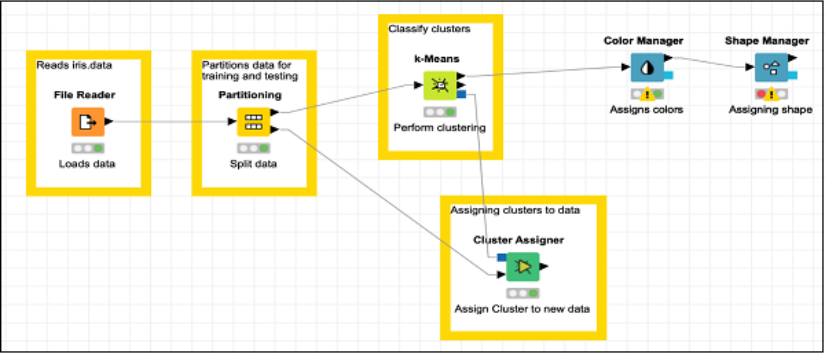 Reads iris.data
File Reader
Loads data
Partitions data for
training and testing
Partitioning
Split data
Classify clusters
k-Means
Perform clustering
Color Manager
Assigns colors
Shape Manager
Assigning shape
Assigning clusters to data
Cluster Assigner
Assign Cluster to new data